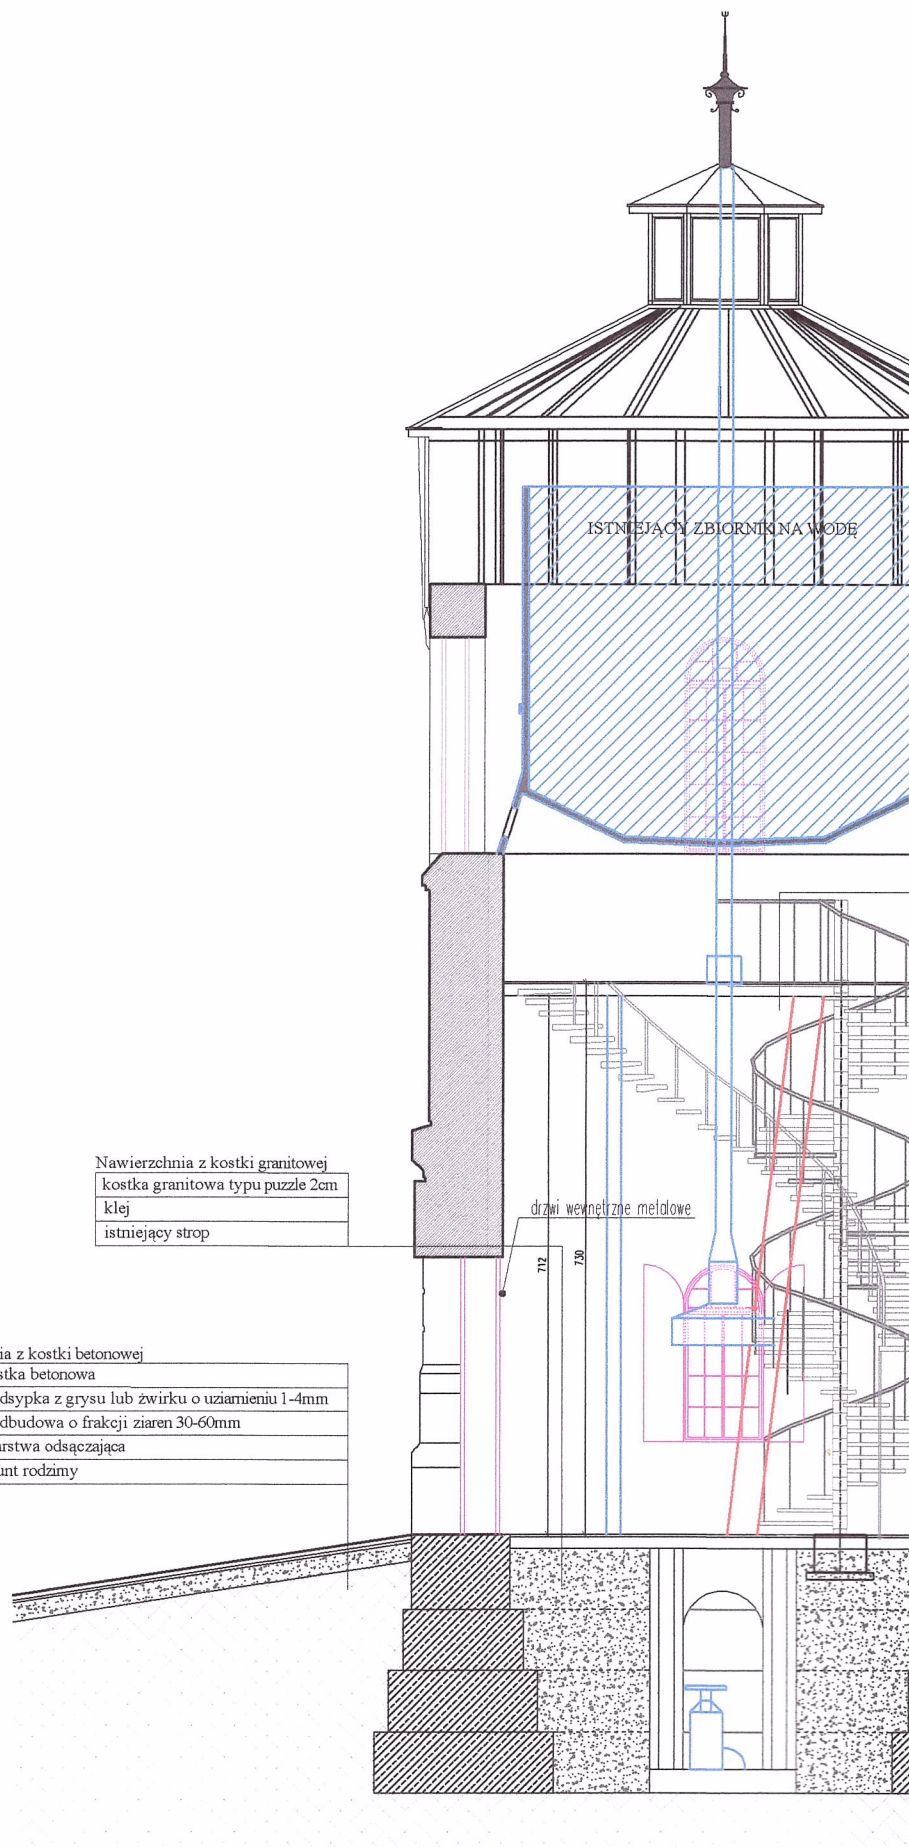 ISTNIEJĄCY ZBIORNIK NA WODĘ
Nawierzchnia z kostki granitowej
kostka granitowa typu puzzle 2cm
klej
istniejący strop
drzwi wewnętrzne metalowe
712
730
ia z kostki betonowej
stka betonowa
dsypka z grysu lub żwirku o uziarnieniu 1-4mm
dbudowa o frakcji ziaren 30-60mm
rstwa odsączająca
unt rodzimy